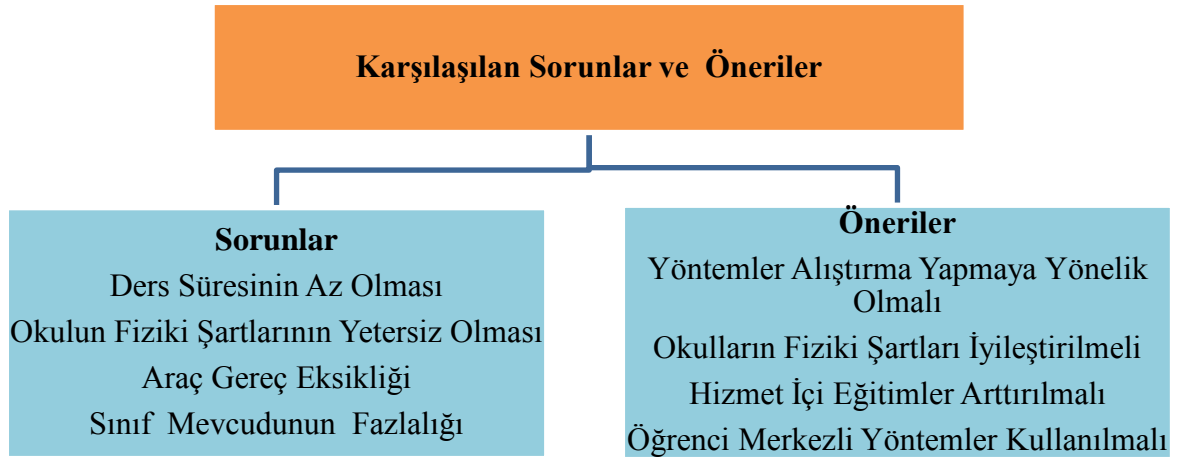 Karşılaşılan Sorunlar ve Öneriler
Sorunlar
Ders Süresinin Az Olması
Okulun Fiziki Şartlarının Yetersiz Olması
Araç Gereç Eksikliği
Sınıf Mevcudunun Fazlalığı
Öneriler
Yöntemler Alıştırma Yapmaya Yönelik
Olmalı
Okulların Fiziki Şartları İyileştirilmeli
Hizmet İçi Eğitimler Arttırılmalı
Öğrenci Merkezli Yöntemler Kullanılmalı